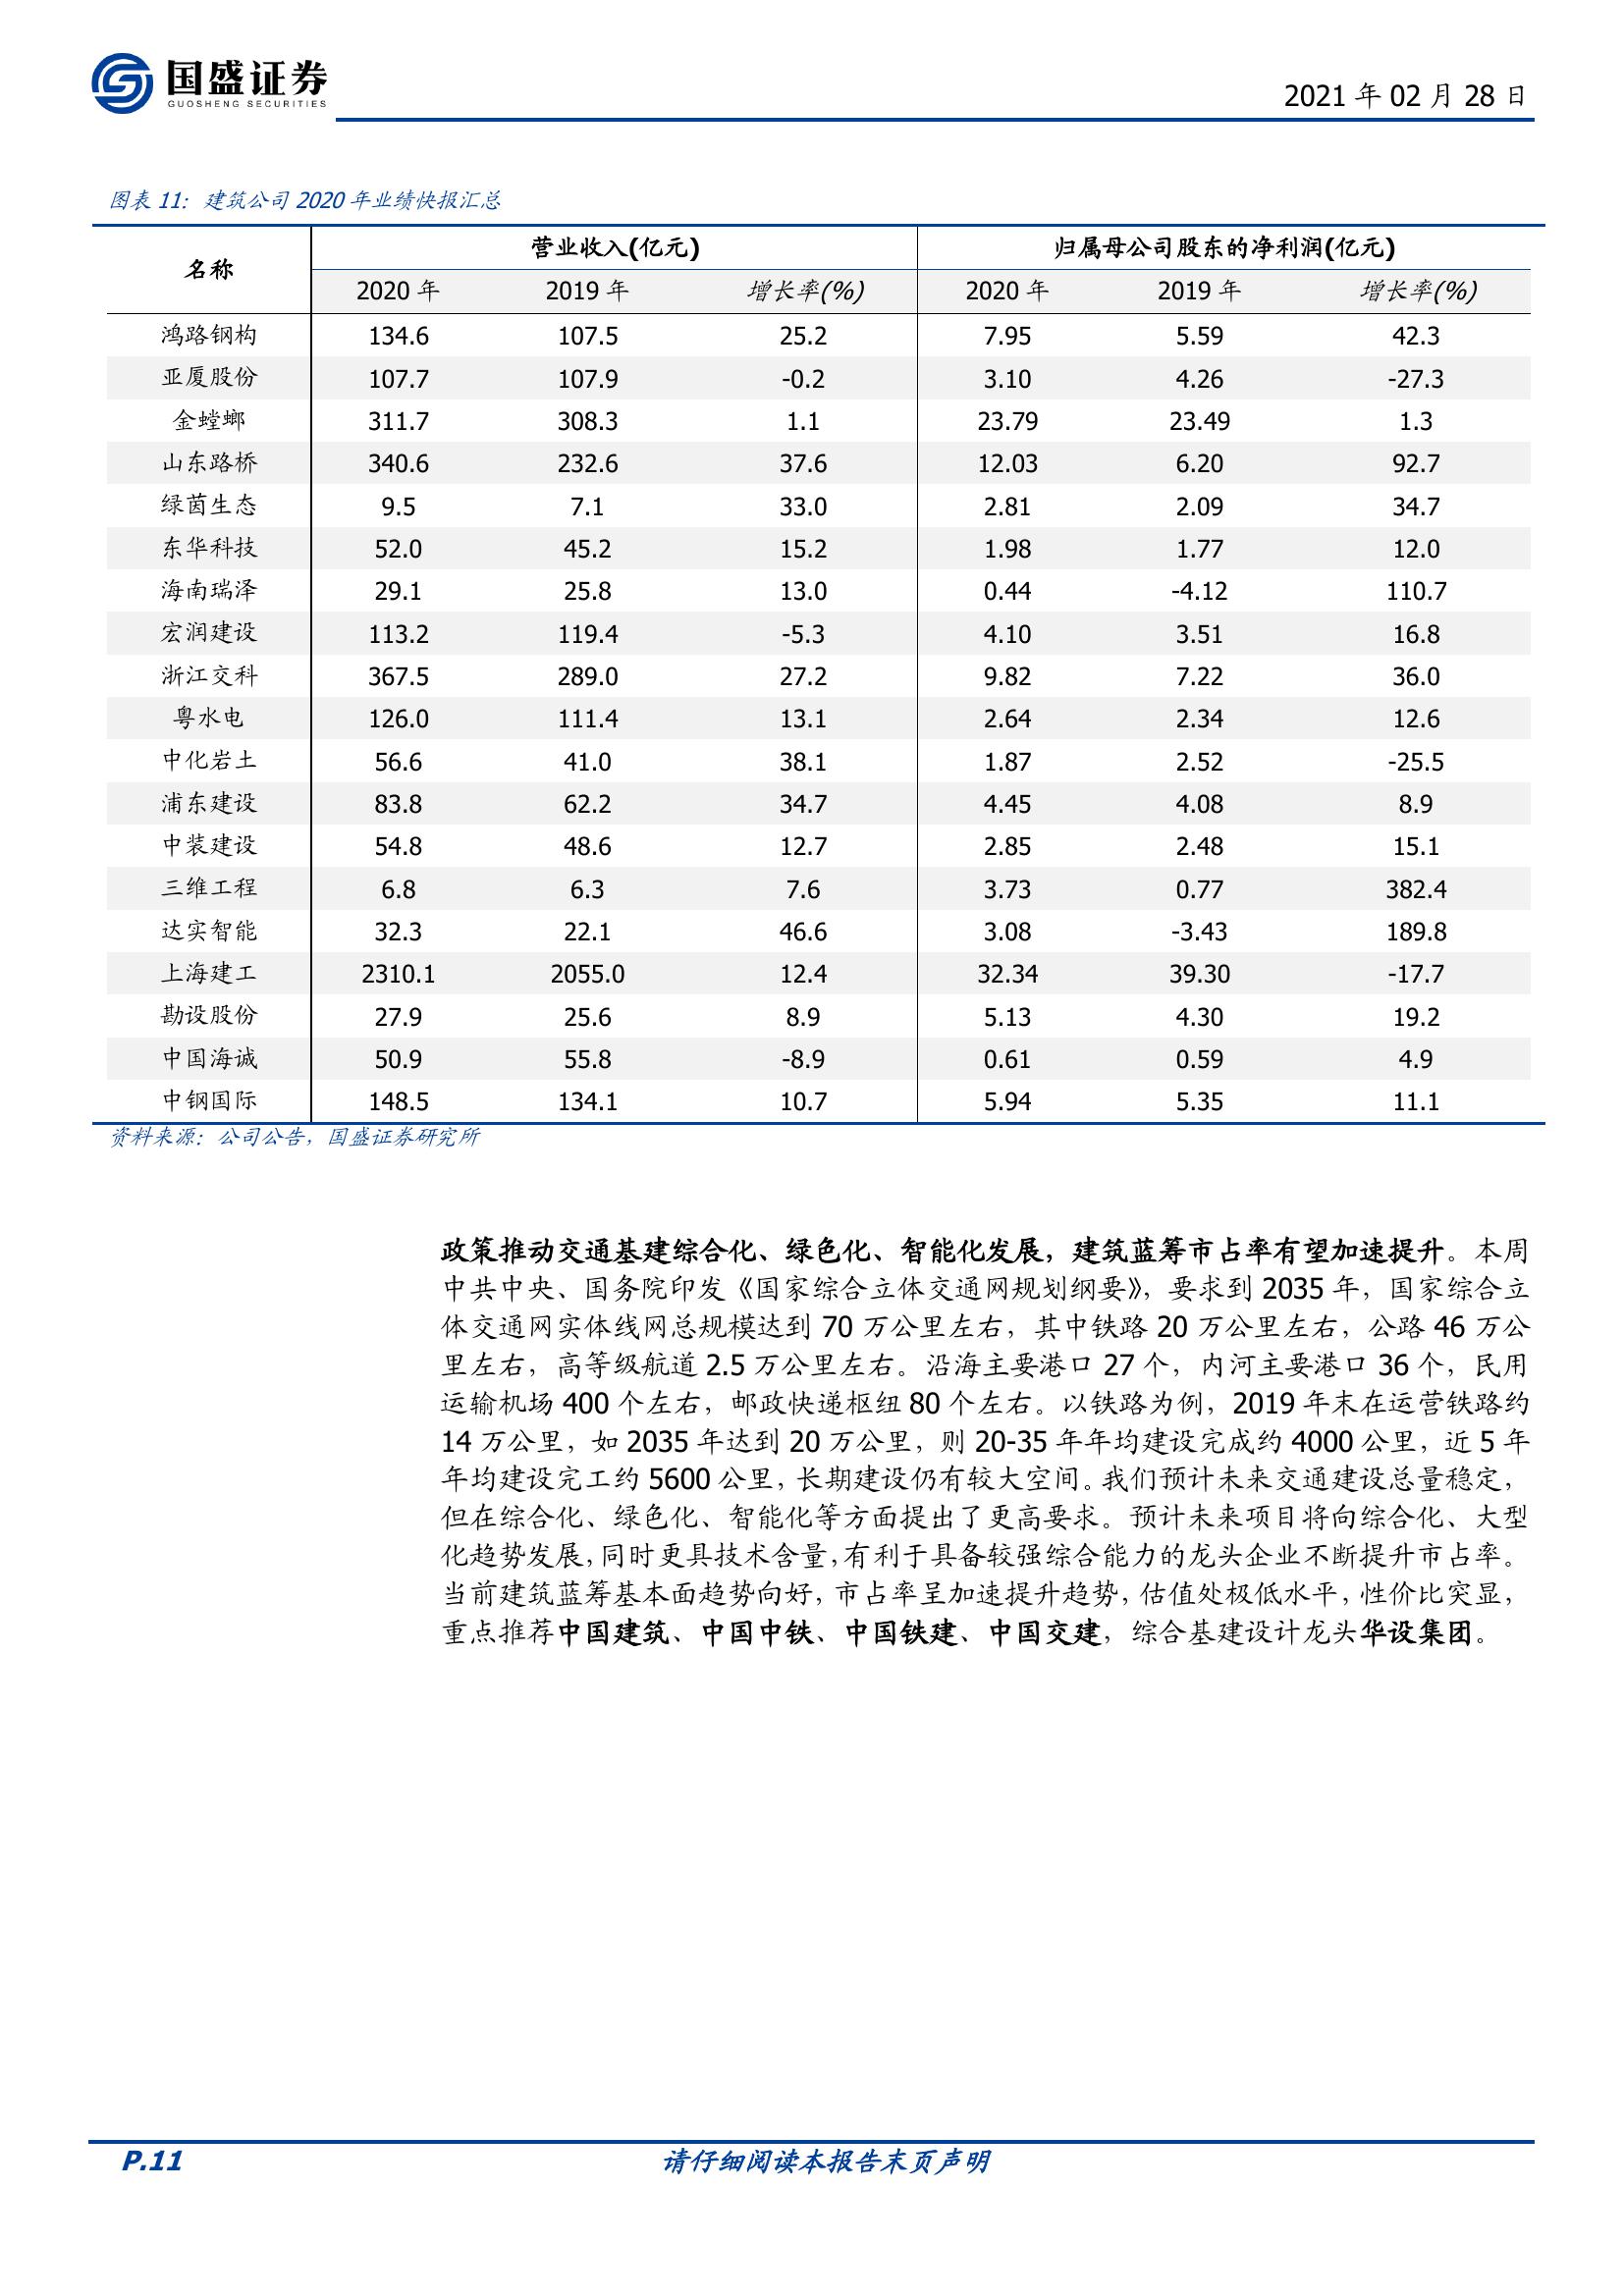 国盛证券
GUOSHENG SECURITIES
2021 年 02 月 28 日
图表 11：建筑公司 2020 年业绩快报汇总
名称 营业收入(亿元) 归属母公司股东的净利润(亿元)
2020 年 2019 年 增长率(%) 2020 年 2019 年 增长率(%)
鸿路钢构 134.6 107.5 25.2 7.95 5.59 42.3
亚厦股份 107.7 107.9 -0.2 3.10 4.26 -27.3
金螳螂 311.7 308.3 1.1 23.79 23.49 1.3
山东路桥 340.6 232.6 37.6 12.03 6.20 92.7
绿茵生态 9.5 7.1 33.0 2.81 2.09 34.7
东华科技 52.0 45.2 15.2 1.98 1.77 12.0
海南瑞泽 29.1 25.8 13.0 0.44 -4.12 110.7
宏润建设 113.2 119.4 -5.3 4.10 3.51 16.8
浙江交科 367.5 289.0 27.2 9.82 7.22 36.0
粤水电 126.0 111.4 13.1 2.64 2.34 12.6
中化岩土 56.6 41.0 38.1 1.87 2.52 -25.5
浦东建设 83.8 62.2 34.7 4.45 4.08 8.9
中装建设 54.8 48.6 12.7 2.85 2.48 15.1
三维工程 6.8 6.3 7.6 3.73 0.77 382.4
达实智能 32.3 22.1 46.6 3.08 -3.43 189.8
上海建工 2310.1 2055.0 12.4 32.34 39.30 -17.7
勘设股份 27.9 25.6 8.9 5.13 4.30 19.2
中国海诚 50.9 55.8 -8.9 0.61 0.59 4.9
中钢国际 148.5 134.1 10.7 5.94 5.35 11.1
资料来源：公司公告，国盛证券研究所
政策推动交通基建综合化、绿色化、智能化发展，建筑蓝筹市占率有望加速提升。本周
中共中央、国务院印发《国家综合立体交通网规划纲要》，要求到 2035 年，国家综合立
体交通网实体线网总规模达到 70 万公里左右，其中铁路 20 万公里左右，公路 46 万公
里左右，高等级航道 2.5 万公里左右。沿海主要港口 27 个，内河主要港口 36 个，民用
运输机场 400 个左右，邮政快递枢纽 80 个左右。以铁路为例，2019 年末在运营铁路约
14 万公里，如 2035 年达到 20 万公里，则 20-35 年年均建设完成约 4000 公里，近 5 年
年均建设完工约 5600 公里，长期建设仍有较大空间。我们预计未来交通建设总量稳定，
但在综合化、绿色化、智能化等方面提出了更高要求。预计未来项目将向综合化、大型
化趋势发展，同时更具技术含量，有利于具备较强综合能力的龙头企业不断提升市占率。
当前建筑蓝筹基本面趋势向好，市占率呈加速提升趋势，估值处极低水平，性价比突显，
重点推荐中国建筑、中国中铁、中国铁建、中国交建，综合基建设计龙头华设集团。
P.11 请仔细阅读本报告末页声明